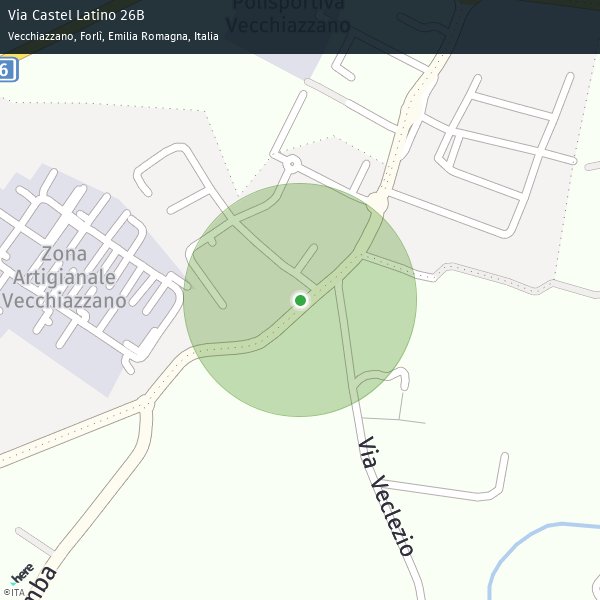 Via Castel Latino 26B
Vecchiazzano, Forlì, Emilia Romagna, Italia
Polisportiva
Vecchiazzano
6
Zona
Artigianale
Vecchiazzano
Via Veclezio
here
mba
©ITA